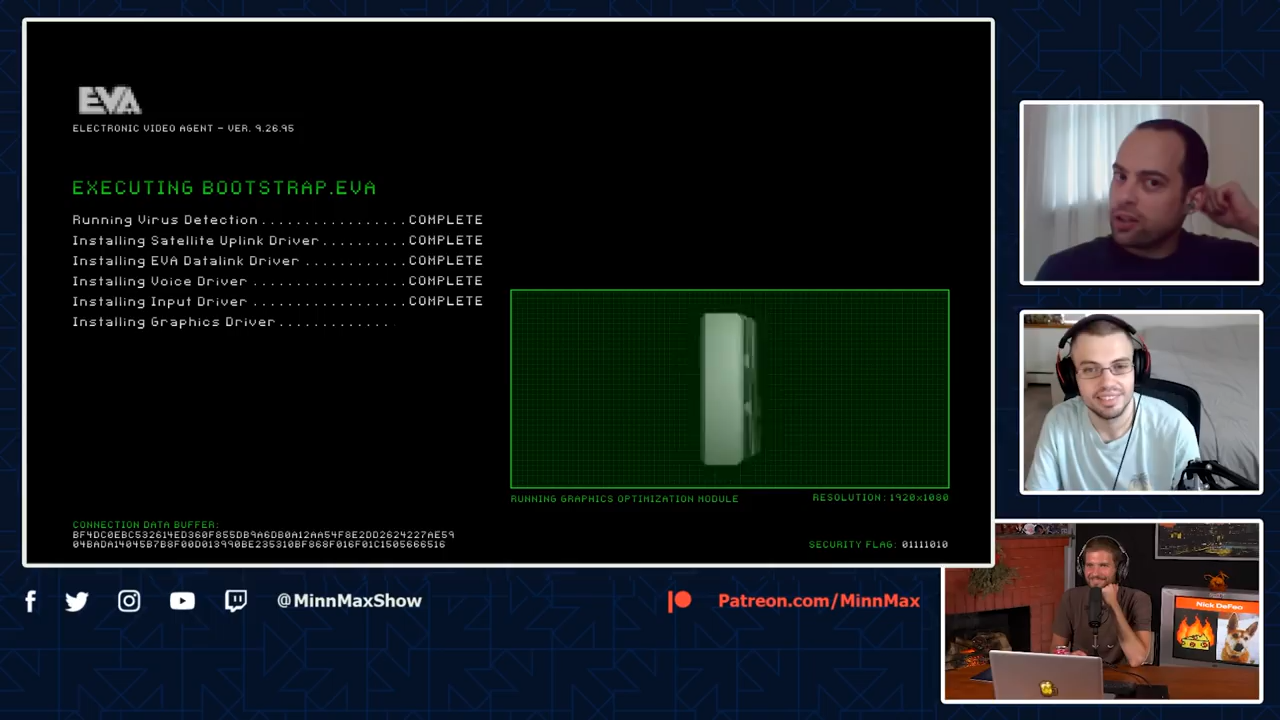 EVA
ELECTRONIC VIDEO AGENT - VER. 9.26.95
EXECUTING BOOTSTRAP.EVA
Running Virus Detection.................COMPLETE
Installing Satellite Uplink Driver..........COMPLETE
Installing EVA Datalink Driver ............COMPLETE
Installing Voice Driver ..................COMPLETE
Installing Input Driver ..................COMPLETE
Installing Graphics Driver.............
RUNNING GRAPHICS OPTIMIZATION MODULE
RESOLUTION: 1920x1080
CONNECTION DATA BUFFER:
BF4DC0EBC532614ED360F855DB9A6DB0A12AA54F8E2DD2624227AE59
04BADA14045B7B8F00D013990BE235310BF868F016F01C1505666516
SECURITY FLAG: 01111010
@MinnMaxShow
Patreon.com/MinnMax
Nick DeFeo